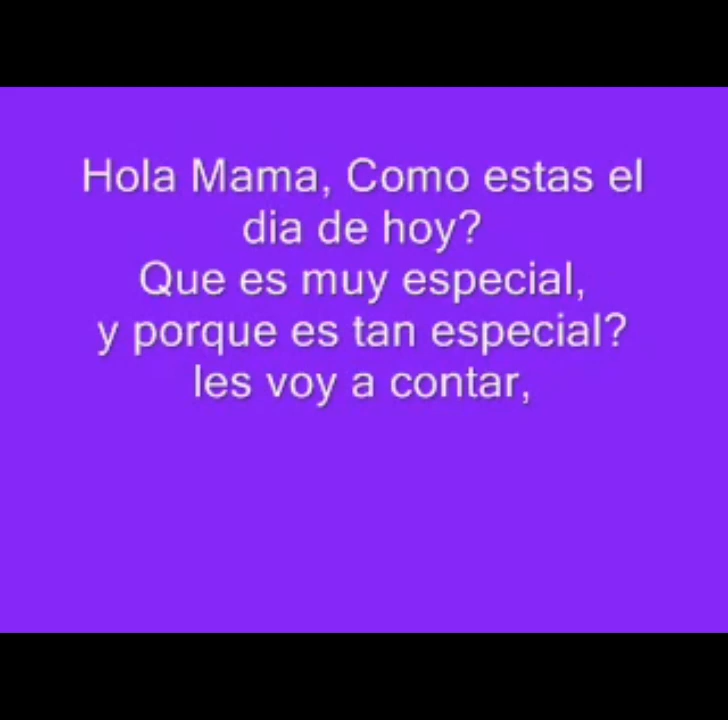 Hola Mama, Como estas el
dia de hoy?
Que es muy especial,
y porque es tan especial?
les voy a contar,